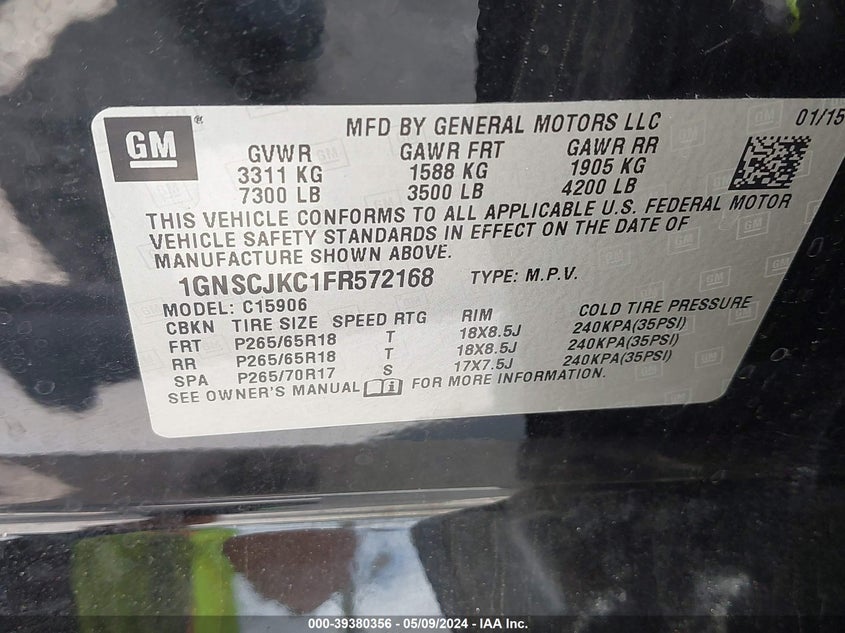 GM®
MFD BY GENERAL MOTORS LLC 01/15
GVWR GAWR FRT GAWR RR
3311 KG 1588 KG 1905 KG
7300 LB 3500 LB 4200 LB
THIS VEHICLE CONFORMS TO ALL APPLICABLE U.S. FEDERAL MOTOR
VEHICLE SAFETY STANDARDS IN EFFECT ON THE DATE OF
MANUFACTURE SHOWN ABOVE.
1GNSCJKC1FR572168 TYPE: M.P.V.
MODEL: C15906
CBKN TIRE SIZE SPEED RTG RIM COLD TIRE PRESSURE
FRT P265/65R18 T 18X8.5J 240KPA(35PSI)
RR P265/65R18 T 18X8.5J 240KPA(35PSI)
SPA P265/70R17 S 17X7.5J 240KPA(35PSI)
SEE OWNER'S MANUAL FOR MORE INFORMATION.
000-39380356 - 05/09/2024 - IAA Inc.